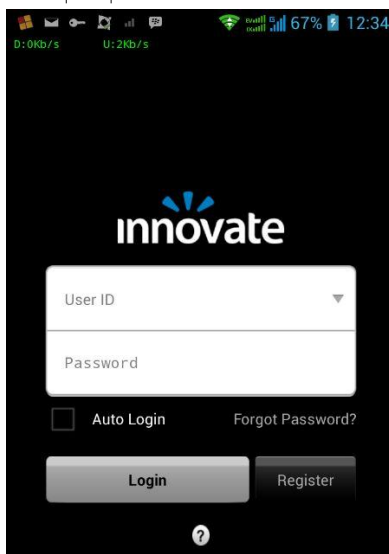 67% 12:34
D:0Kb/s U:2Kb/s
innovate
User ID
Password
Auto Login Forgot Password?
Login Register
?